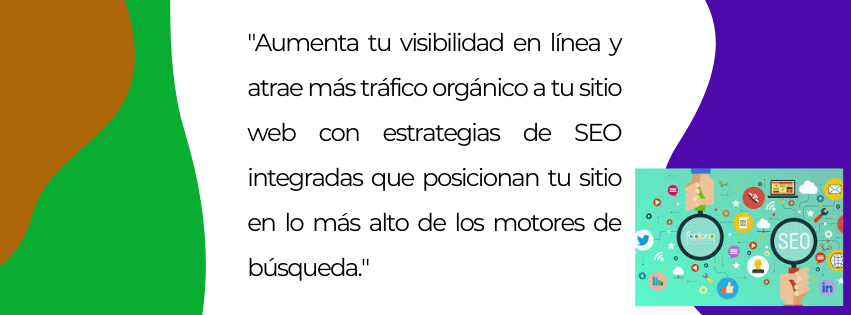 "Aumenta tu visibilidad en línea y
atrae más tráfico orgánico a tu sitio
web con estrategias de SEO
integradas que posicionan tu sitio
en lo más alto de los motores de
búsqueda."
SEO
in